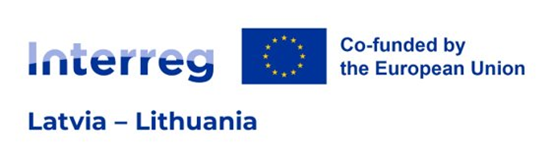 Interreg
Co-funded by
the European Union
Latvia – Lithuania